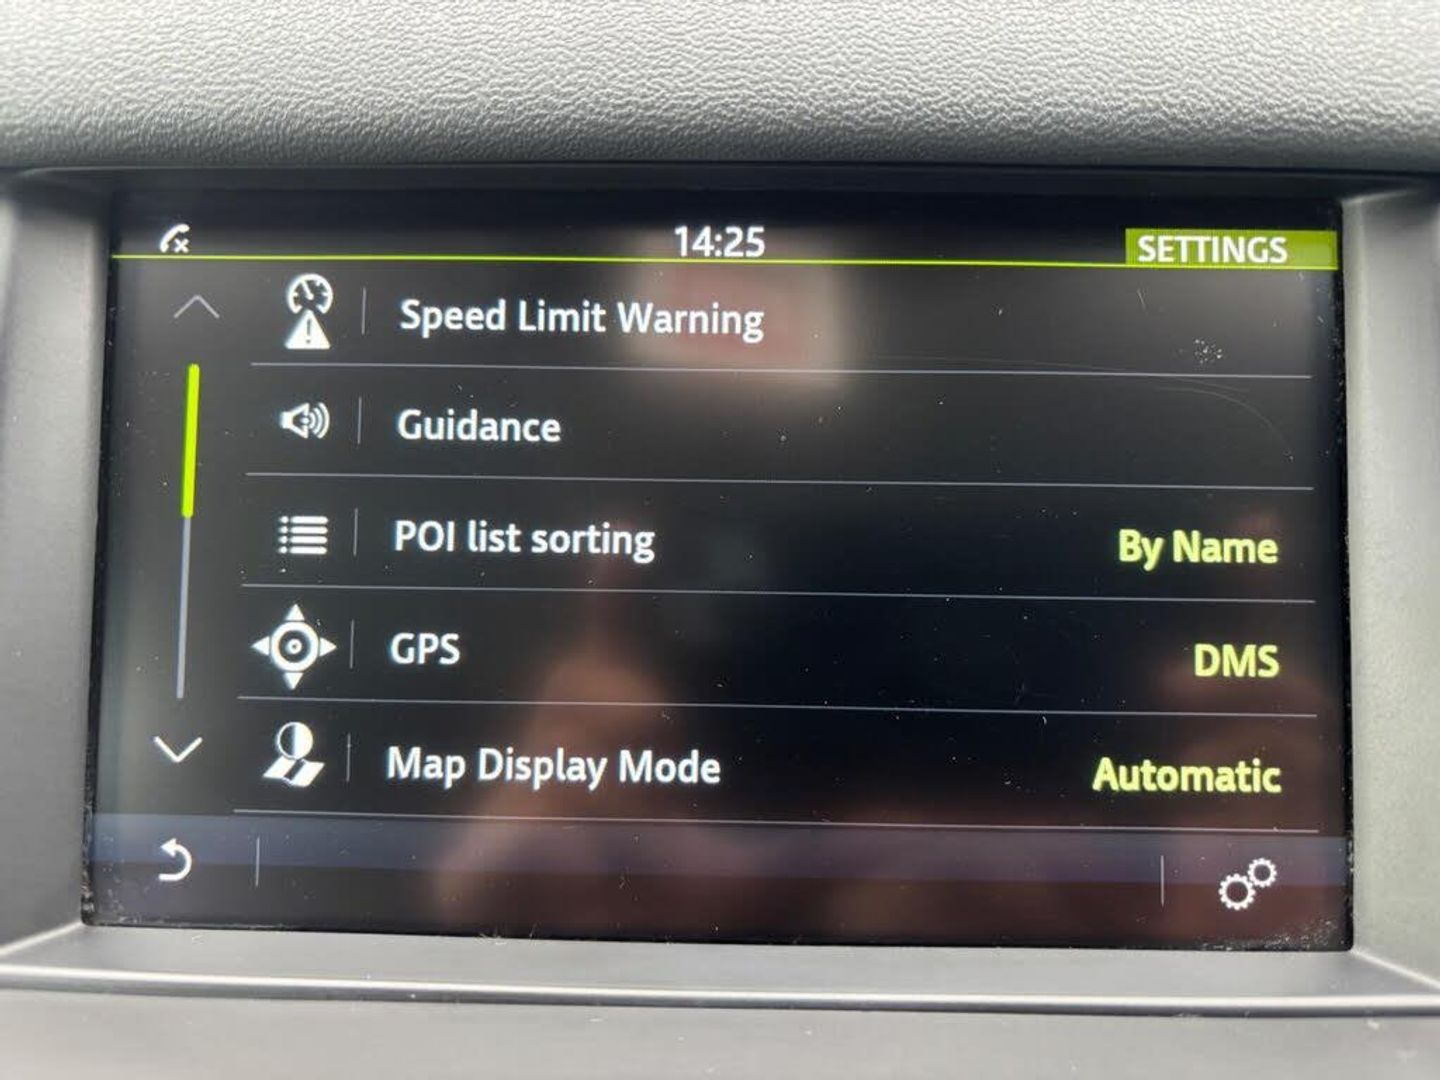 14:25
SETTINGS
Speed Limit Warning
Guidance
POI list sorting
By Name
GPS
DMS
Map Display Mode
Automatic